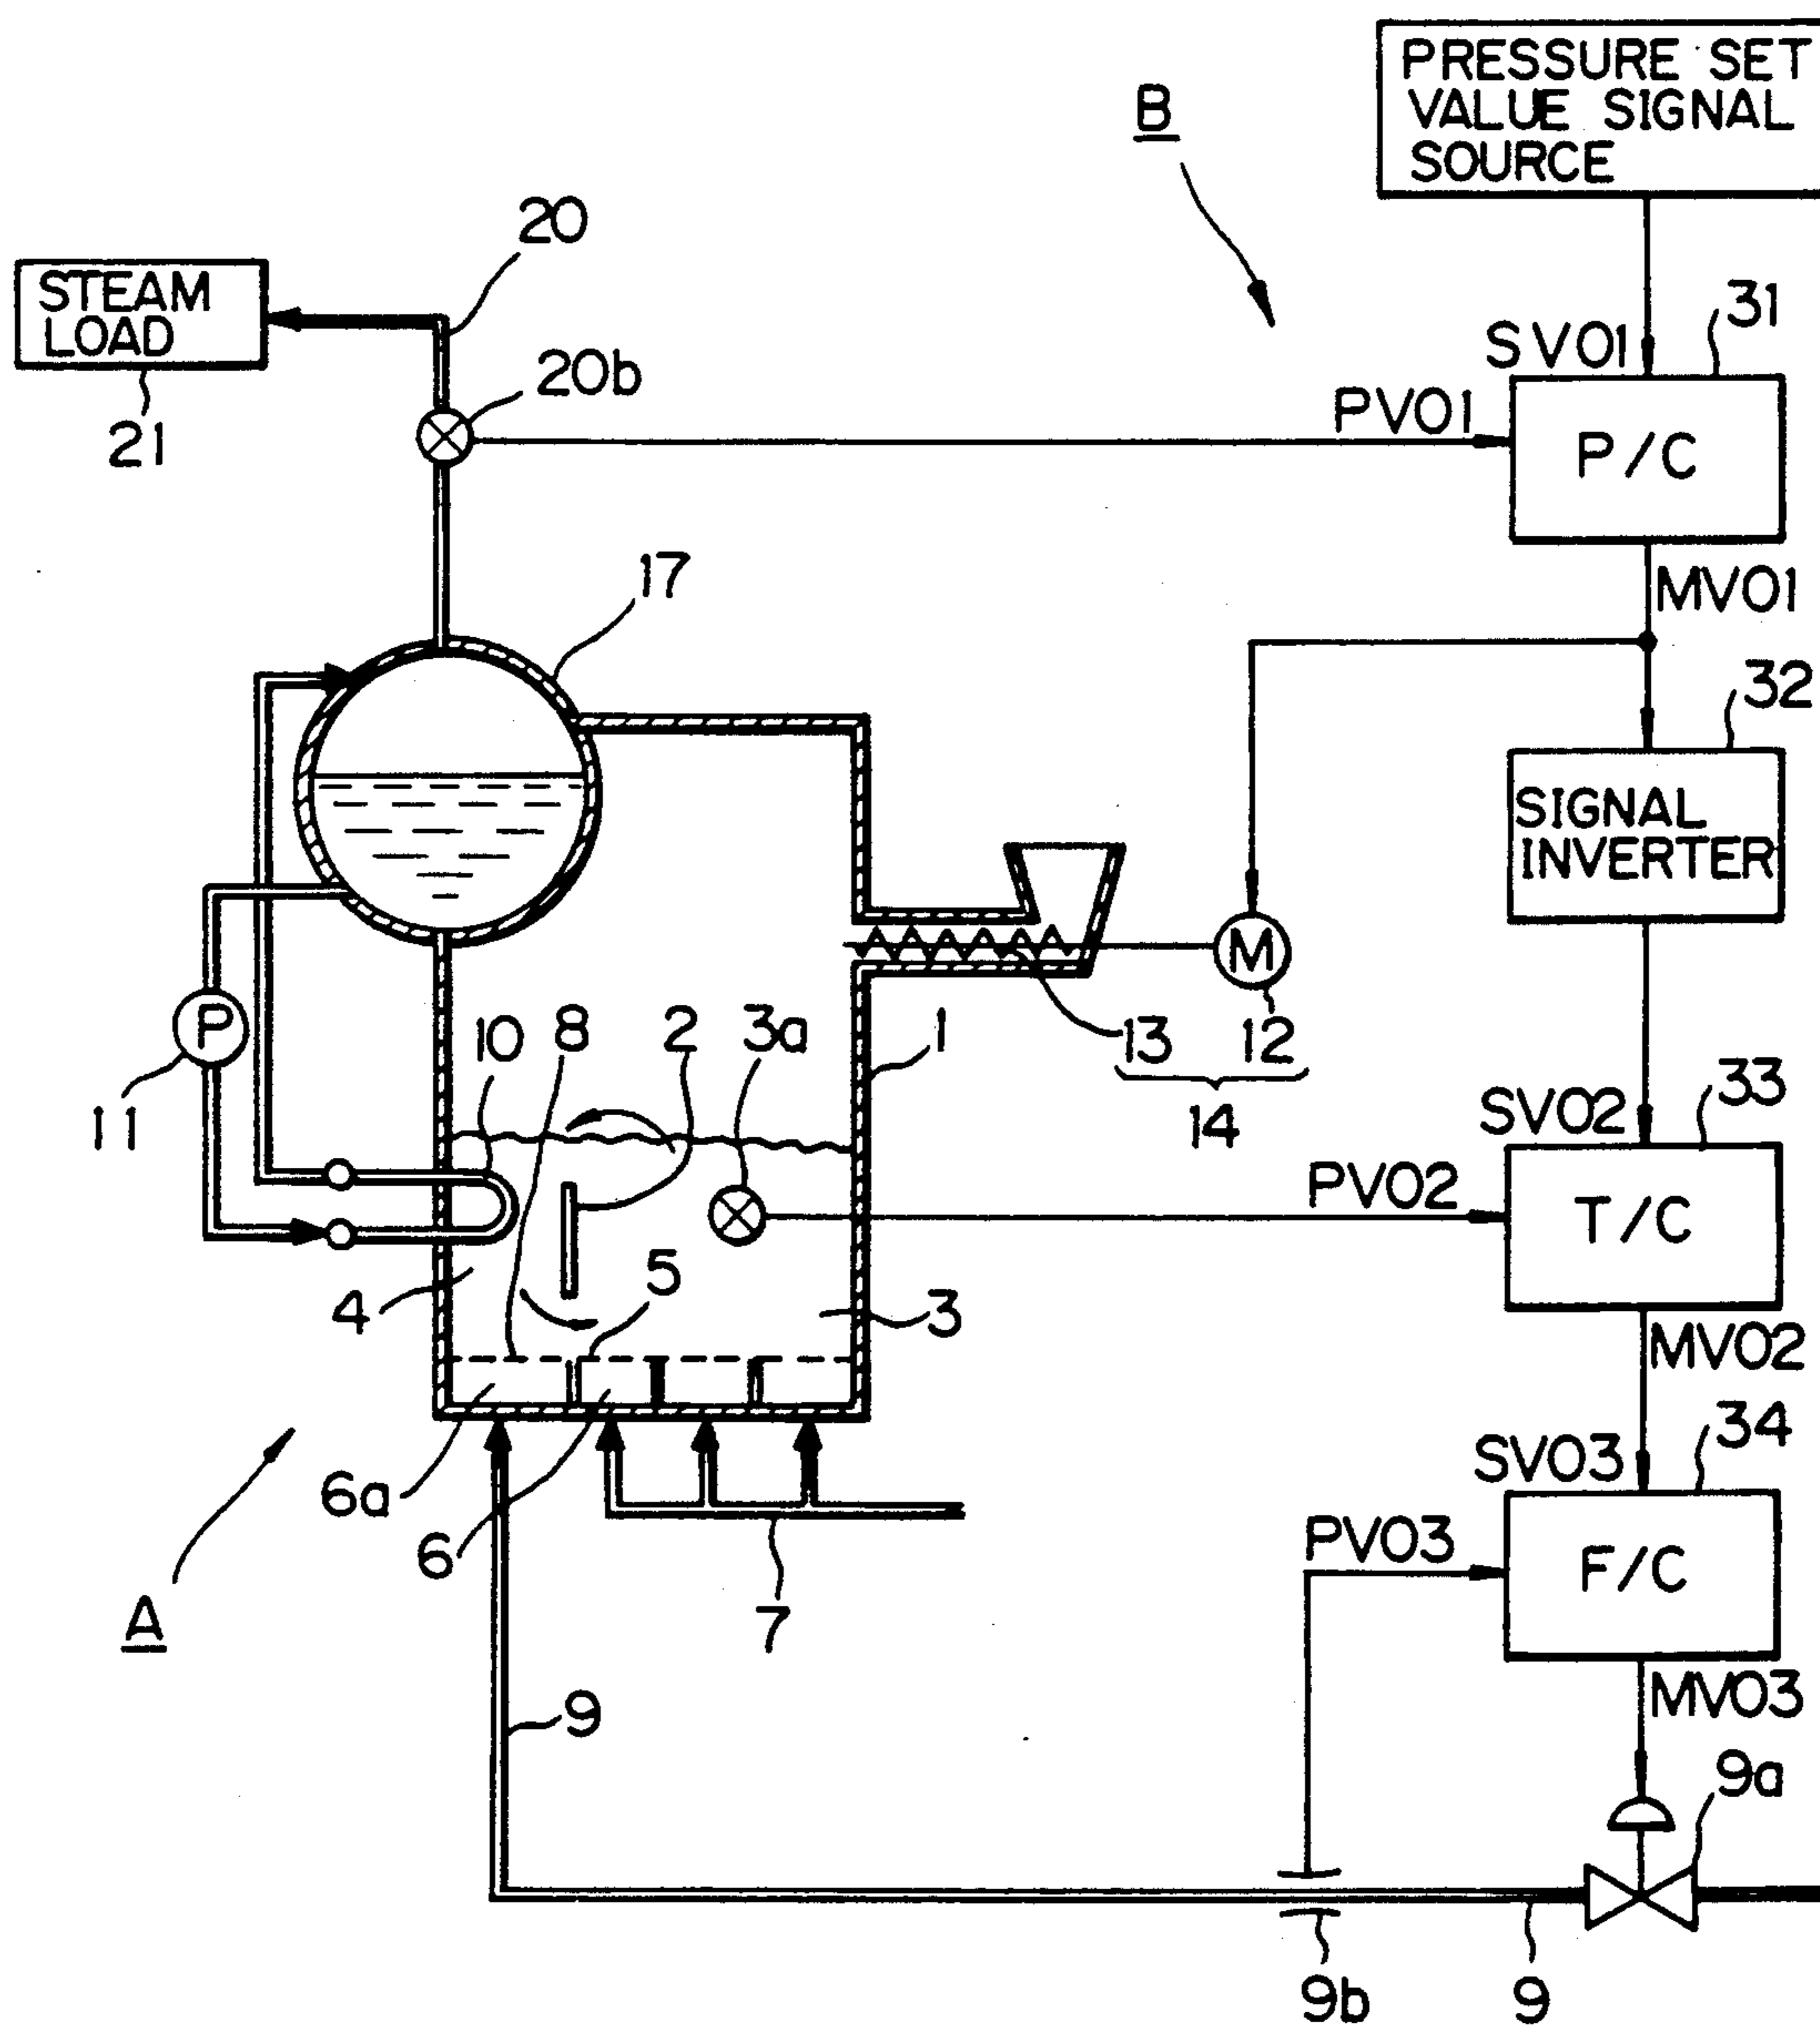 PRESSURE SET
VALUE SIGNAL
SOURCE
B
20
STEAM
LOAD
21
20b
31
SV01
PV01
P/C
MV01
17
32
SIGNAL
INVERTER
M
P
11
10
8
2
3a
1
13
12
14
33
SV02
PV02
T/C
4
5
3
MV02
34
SV03
6a
6
PV03
F/C
7
A
MV03
9
9a
9b
9